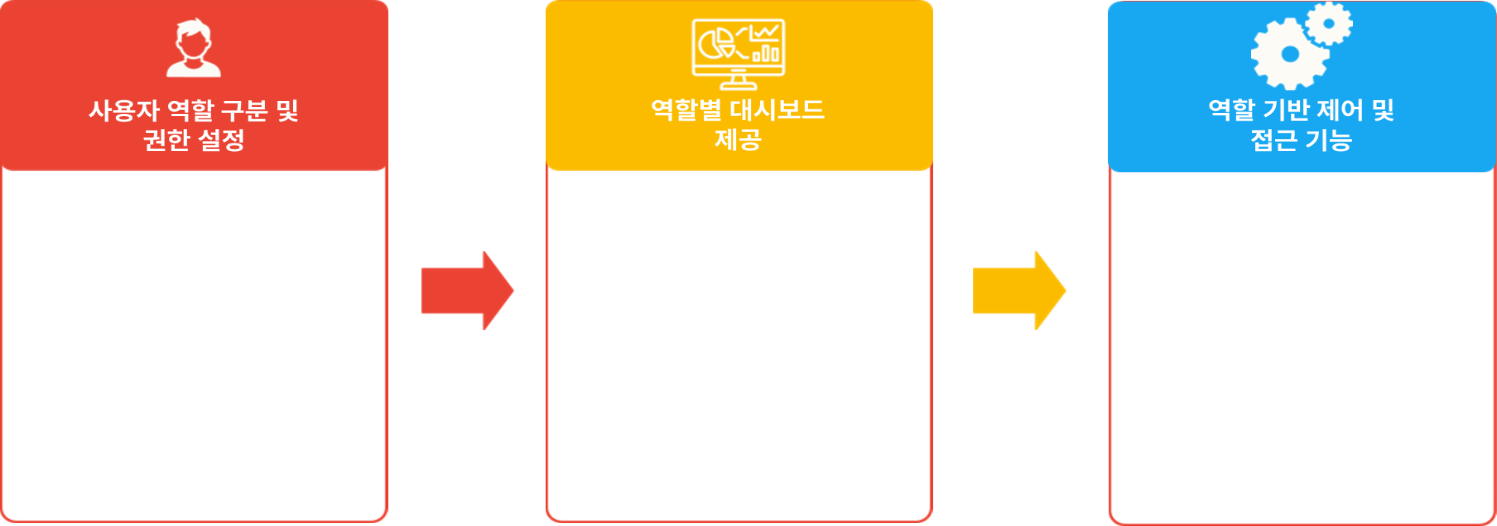 사용자 역할 구분 및
권한 설정
역할별 대시보드
제공
역할 기반 제어 및
접근 기능